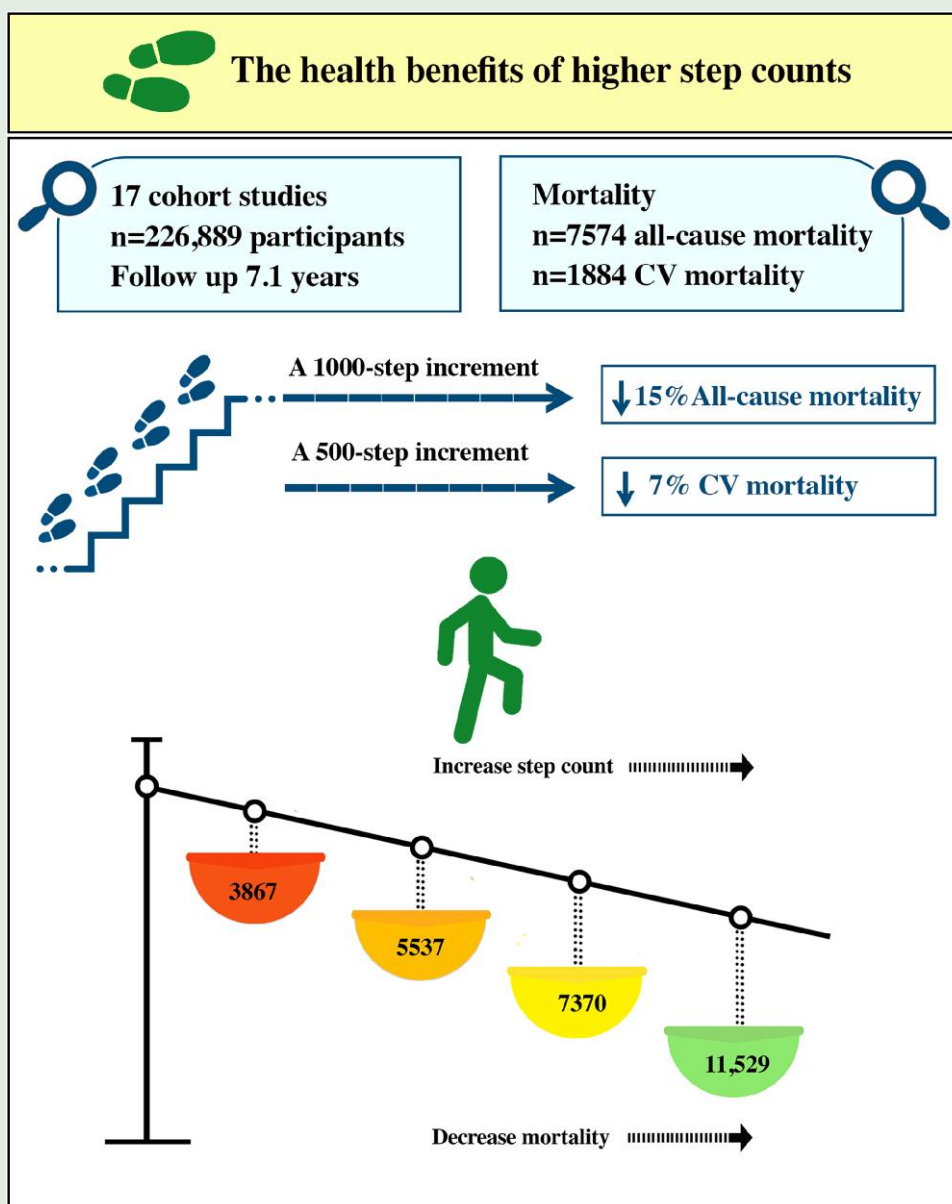 The health benefits of higher step counts
17 cohort studies
n=226,889 participants
Follow up 7.1 years
Mortality
n=7574 all-cause mortality
n=1884 CV mortality
A 1000-step increment
↓ 15% All-cause mortality
A 500-step increment
↓ 7% CV mortality
Increase step count
3867
5537
7370
11,529
Decrease mortality